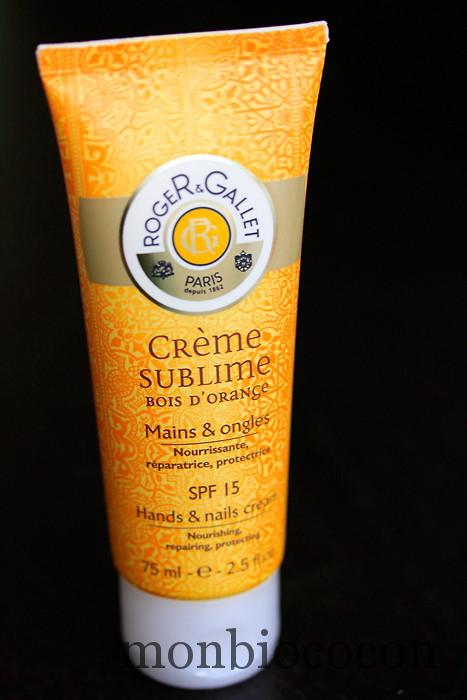 ROGER&GALLET
RG
PARIS
depuis 1862
Crème
SUBLIME
BOIS D'ORANGE
Mains & ongles
Nourrissante,
réparatrice, protectrice
SPF 15
Hands & nails cream
Nourishing,
repairing, protecting
75 ml - e - 2.5 fl
monbiococon